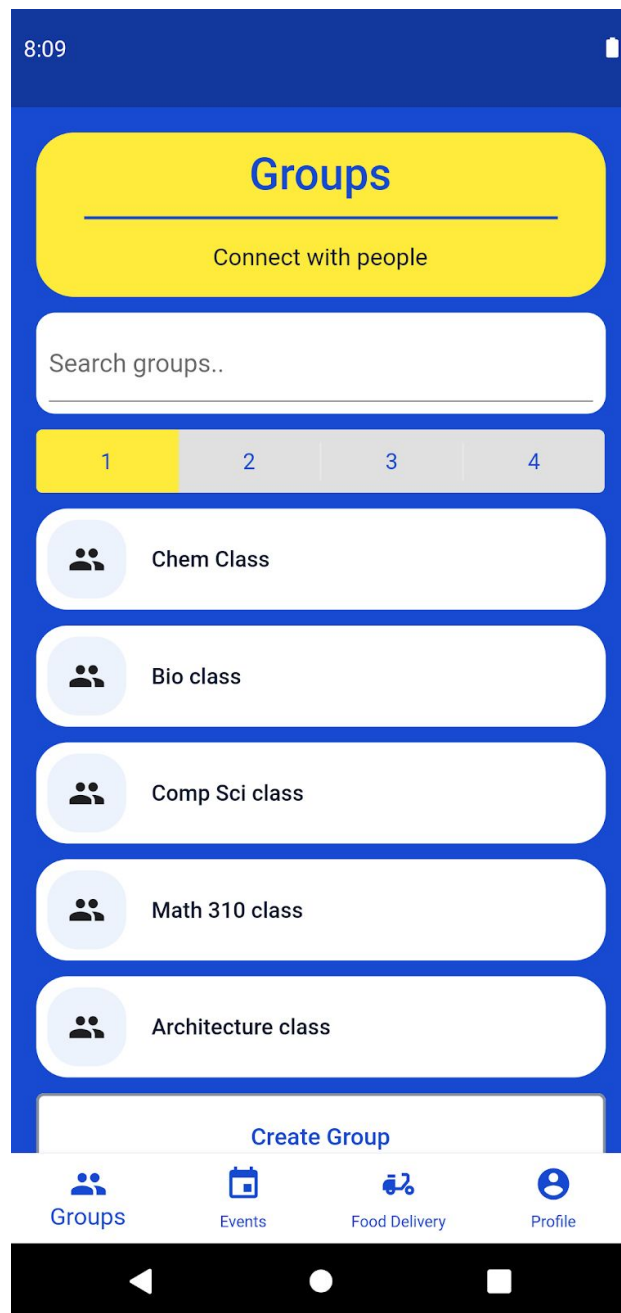 8:09
Groups
Connect with people
Search groups..
1 2 3 4
Chem Class
Bio class
Comp Sci class
Math 310 class
Architecture class
Create Group
Groups Events Food Delivery Profile